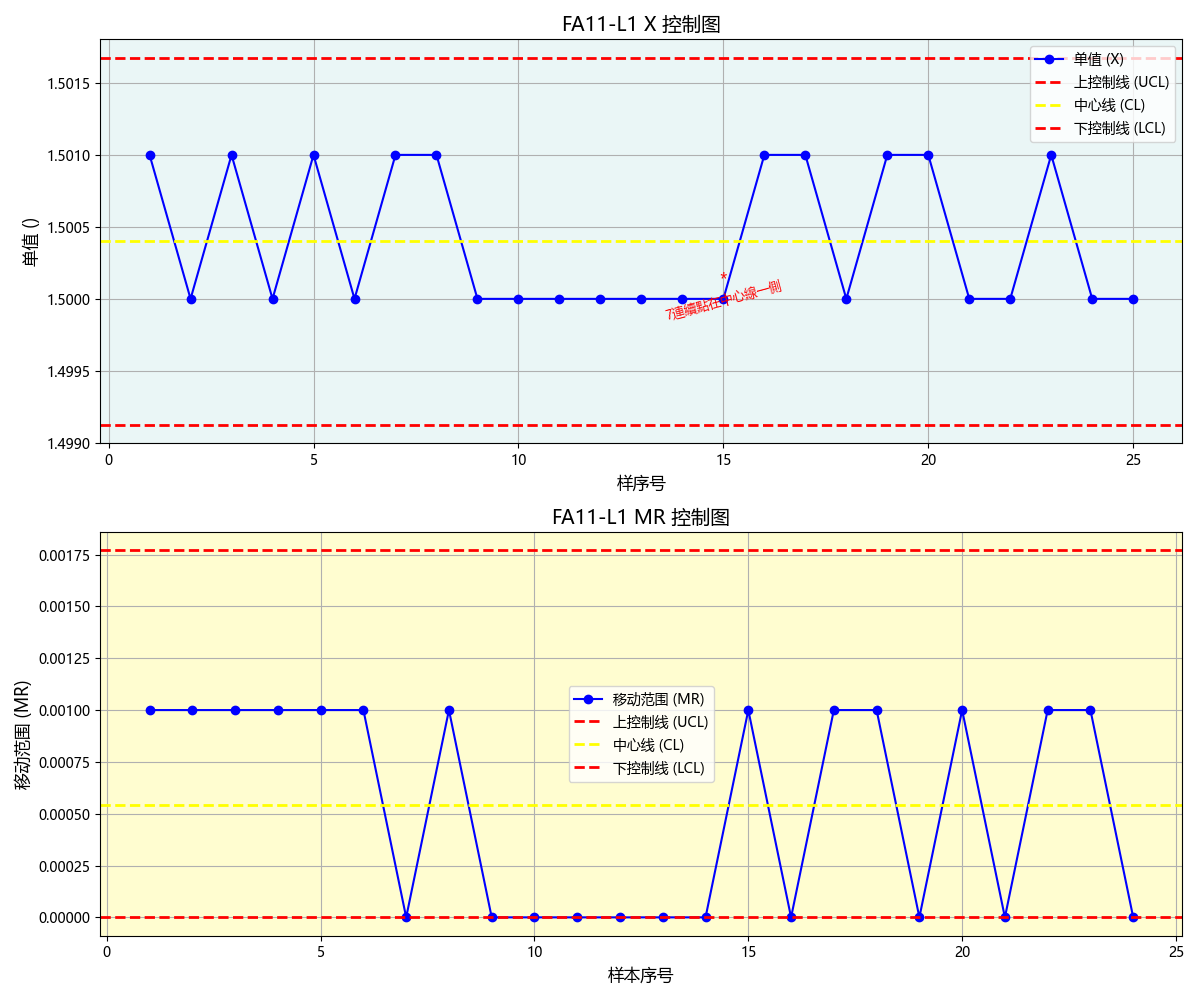 FA11-L1 X 控制图
单值 ()
1.5015
1.5010
1.5005
1.5000
1.4995
1.4990
单值 (X)
上控制线 (UCL)
中心线 (CL)
下控制线 (LCL)
*
7連續點在中心線一側
0 5 10 15 20 25
样序号
FA11-L1 MR 控制图
移动范围 (MR)
0.00175
0.00150
0.00125
0.00100
0.00075
0.00050
0.00025
0.00000
移动范围 (MR)
上控制线 (UCL)
中心线 (CL)
下控制线 (LCL)
0 5 10 15 20 25
样本序号